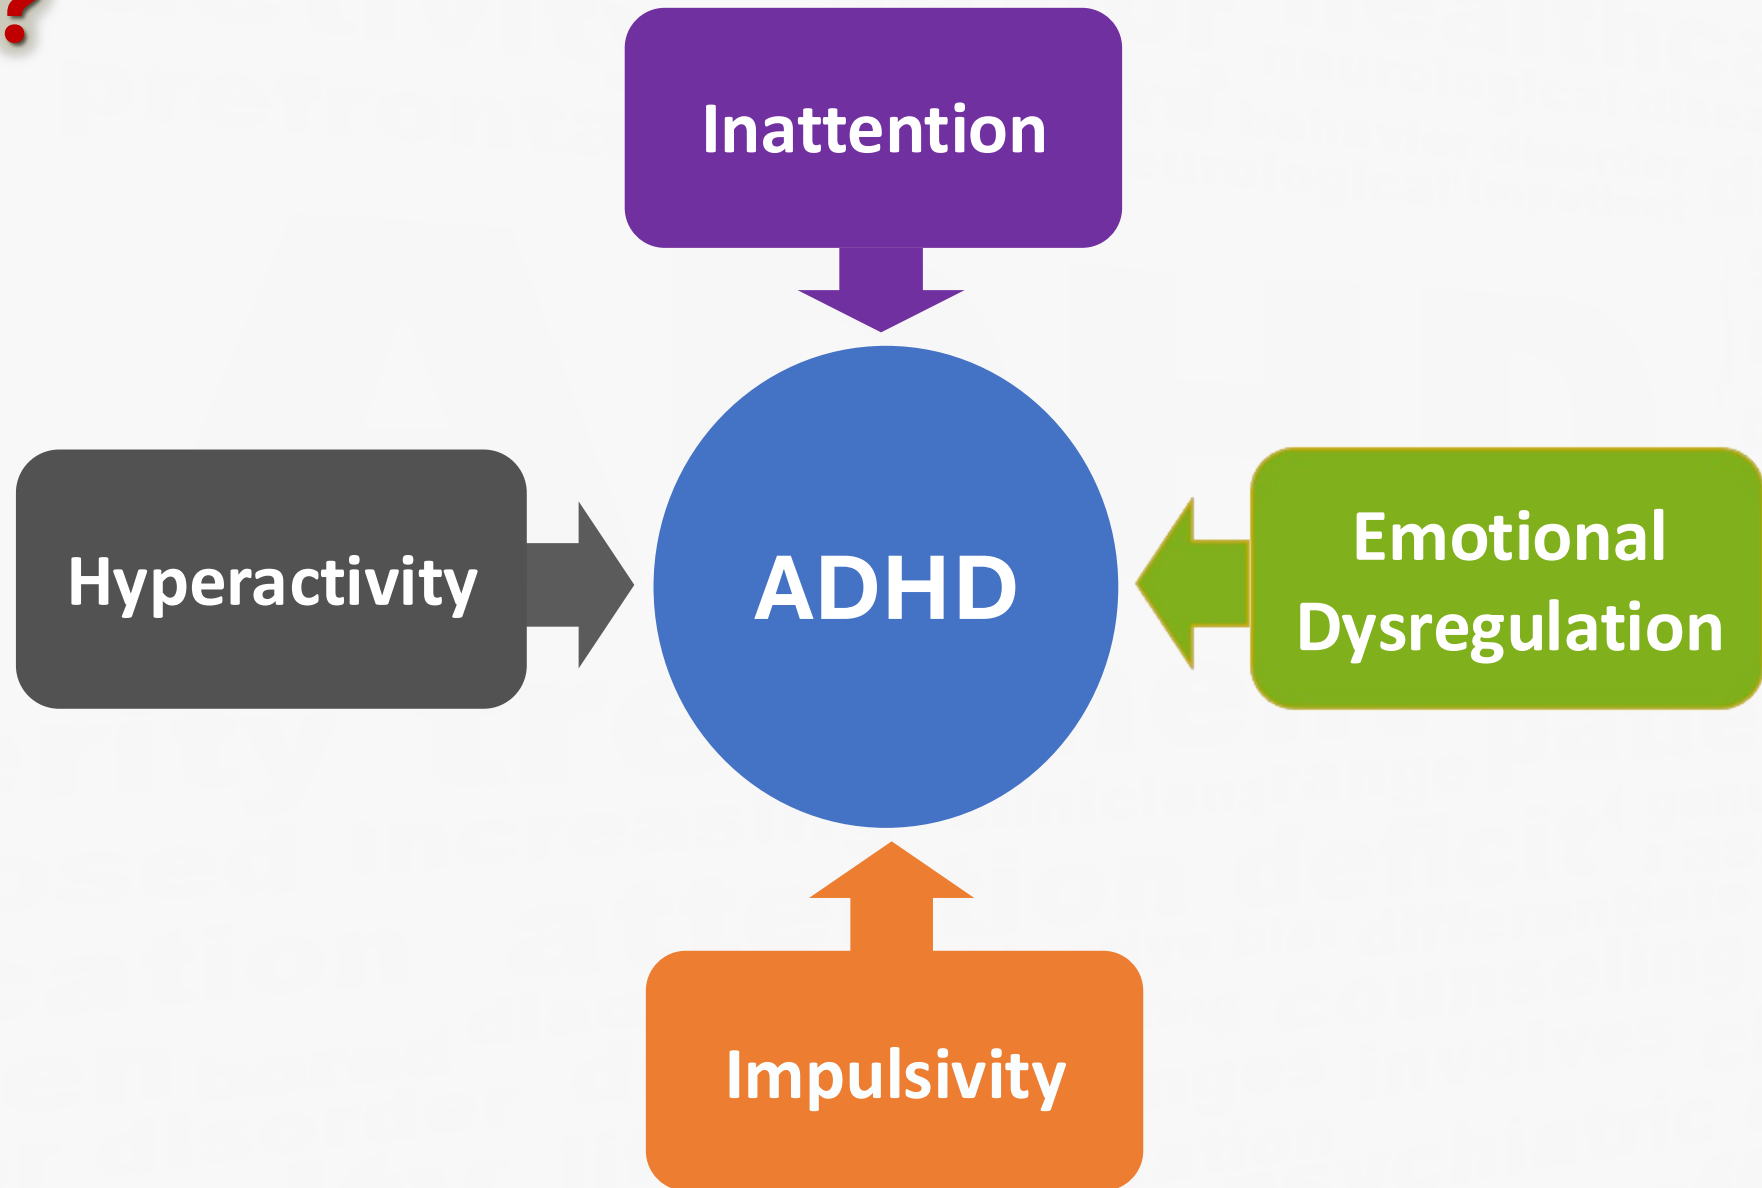 ?
Inattention
Hyperactivity
ADHD
Emotional
Dysregulation
Impulsivity